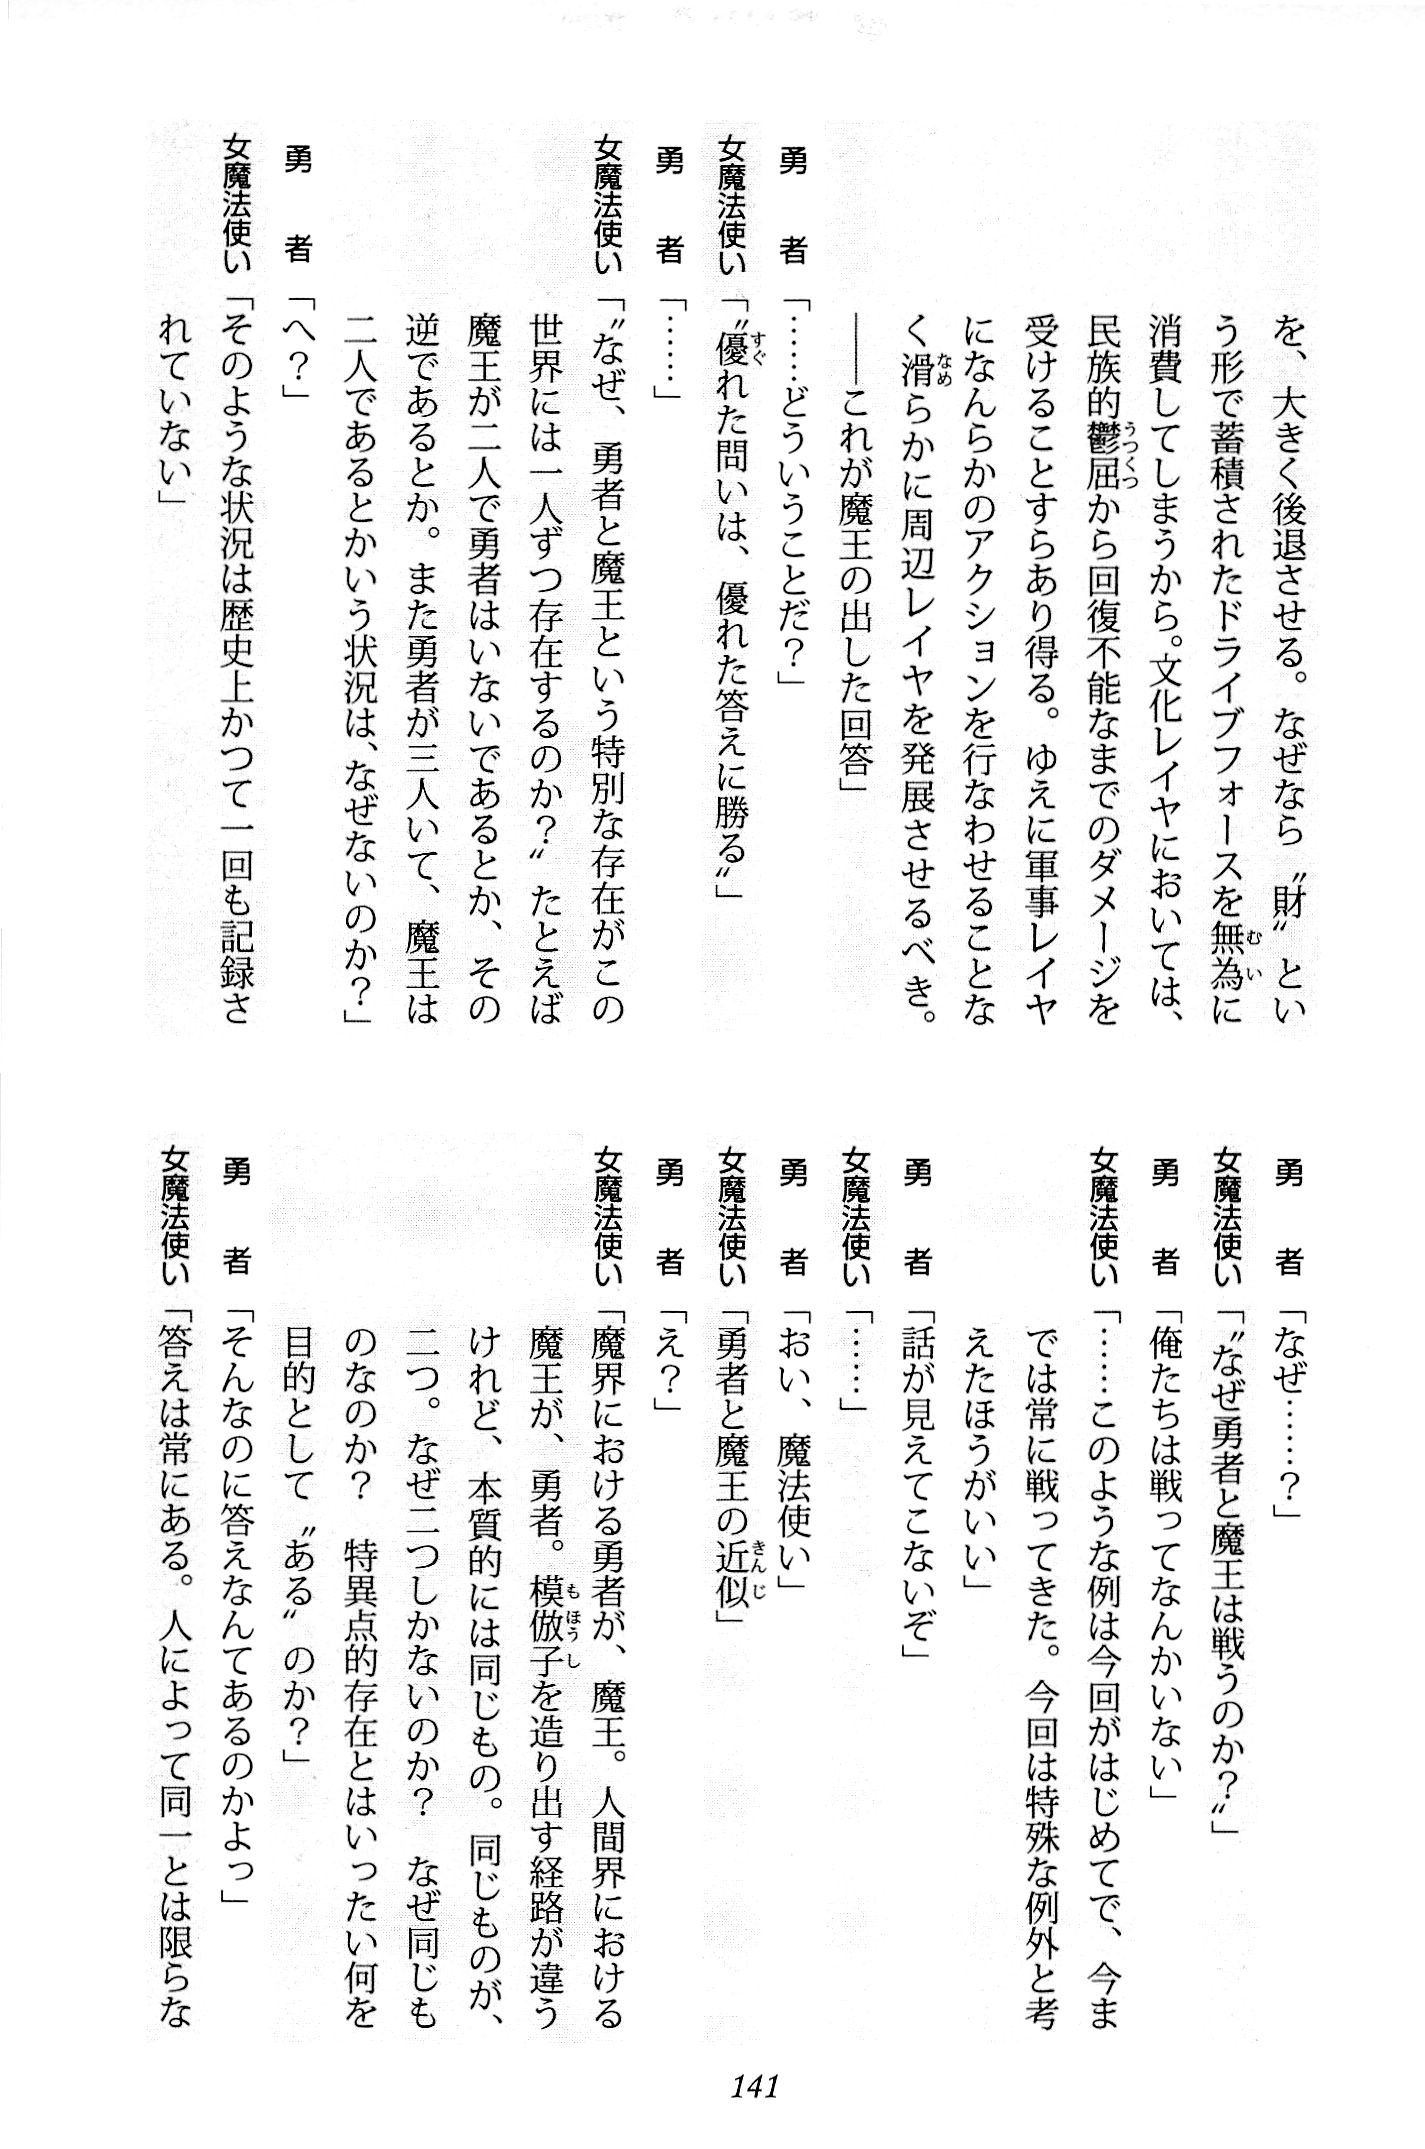 を、大きく後退させる。なぜなら〝財〟とい
う形で蓄積されたドライブフォースを無為に
消費してしまうから。文化レイヤにおいては、
民族的鬱屈から回復不能なまでのダメージを
受けることすらあり得る。ゆえに軍事レイヤ
になんらかのアクションを行なわせることな
く滑らかに周辺レイヤを発展させるべき。
――これが魔王の出した回答」
勇者「……どういうことだ？」
女魔法使い「〝優れた問いは、優れた答えに勝る〟」
勇者「……」
女魔法使い「〝なぜ、勇者と魔王という特別な存在がこの
世界には一人ずつ存在するのか？〟たとえば
魔王が二人で勇者はいないであるとか、その
逆であるとか。また勇者が三人いて、魔王は
二人であるとかいう状況は、なぜないのか？」
勇者「へ？」
女魔法使い「そのような状況は歴史上かつて一回も記録さ
れていない」
勇者「なぜ……？」
女魔法使い「〝なぜ勇者と魔王は戦うのか？〟」
勇者「俺たちは戦ってなんかいない」
女魔法使い「……このような例は今回がはじめてで、今ま
では常に戦ってきた。今回は特殊な例外と考
えたほうがいい」
勇者「話が見えてこないぞ」
女魔法使い「……」
勇者「おい、魔法使い」
女魔法使い「勇者と魔王の近似」
勇者「え？」
女魔法使い「魔界における勇者が、魔王。人間界における
魔王が、勇者。模倣子を造り出す経路が違う
けれど、本質的には同じもの。同じものが、
二つ。なぜ二つしかないのか？　なぜ同じも
のなのか？　特異点的存在とはいったい何を
目的として〝ある〟のか？」
勇者「そんなのに答えなんてあるのかよっ」
女魔法使い「答えは常にある。人によって同一とは限らな
141